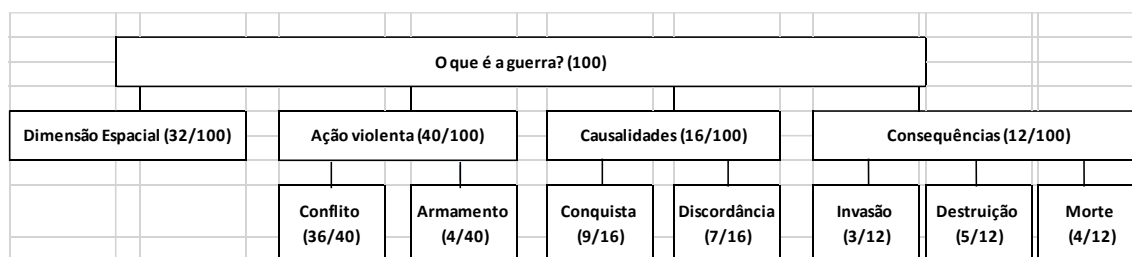 O que é a guerra? (100)
Dimensão Espacial (32/100)
Ação violenta (40/100)
Causalidades (16/100)
Consequências (12/100)
Conflito
(36/40)
Armamento
(4/40)
Conquista
(9/16)
Discordância
(7/16)
Invasão
(3/12)
Destruição
(5/12)
Morte
(4/12)